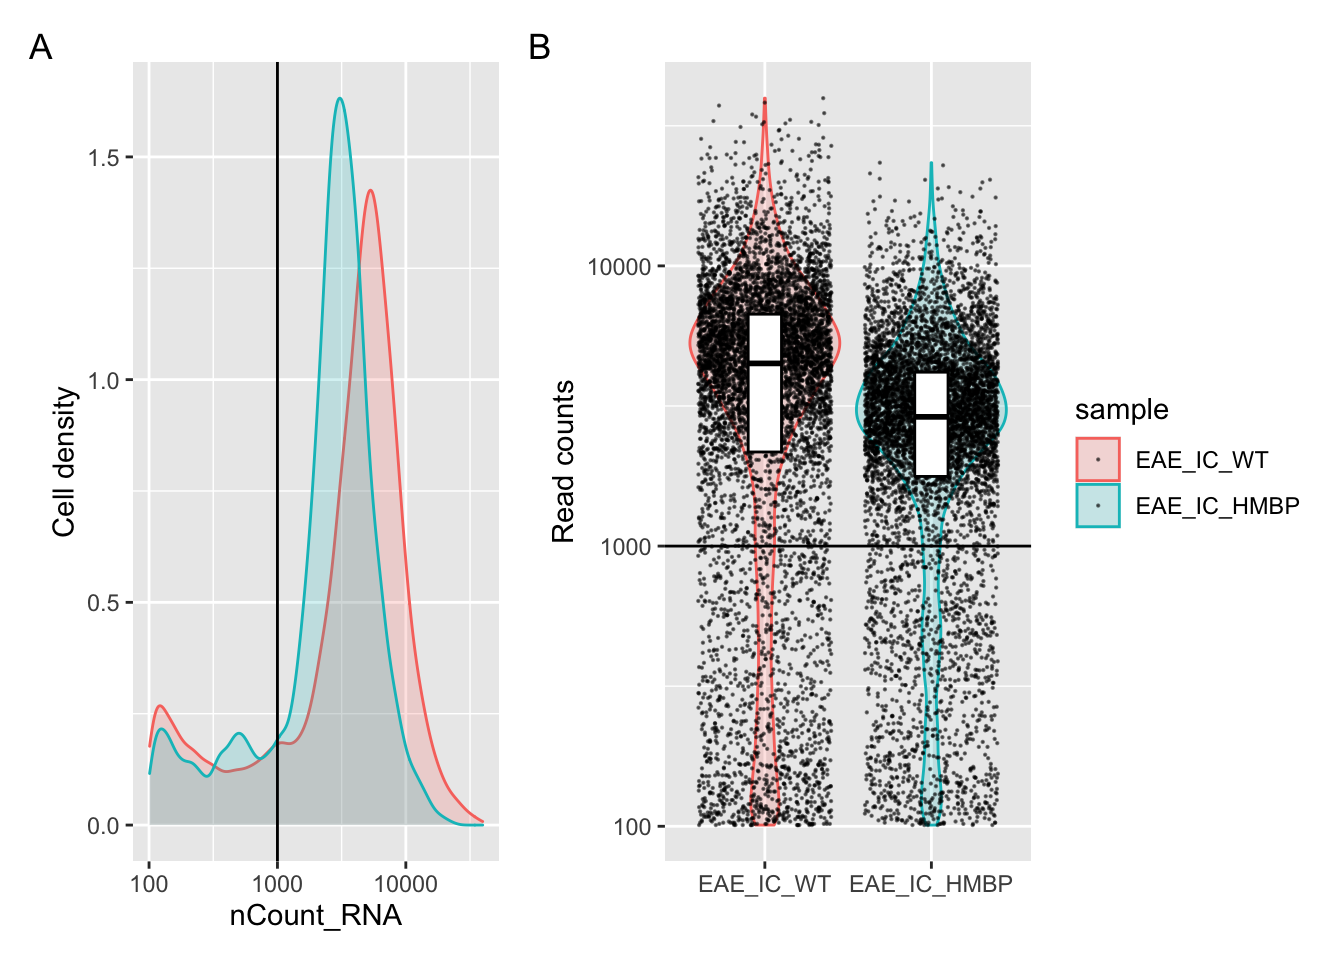 A
B
1.5
1.0
0.5
0.0
Cell density
100 1000 10000
nCount_RNA
10000
1000
100
Read counts
EAE_IC_WT EAE_IC_HMBP
sample
EAE_IC_WT
EAE_IC_HMBP